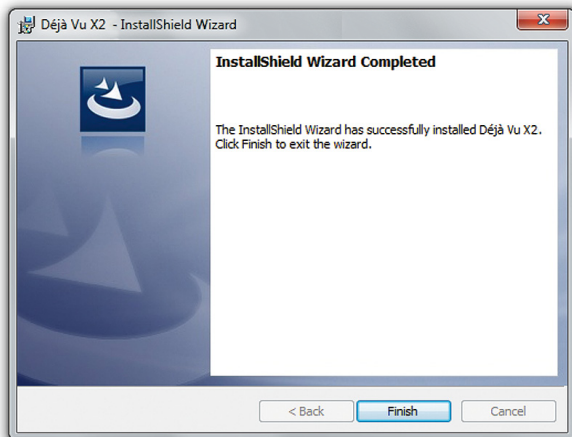 Déjà Vu X2 - InstallShield Wizard
InstallShield Wizard Completed
The InstallShield Wizard has successfully installed Déjà Vu X2.
Click Finish to exit the wizard.
< Back
Finish
Cancel